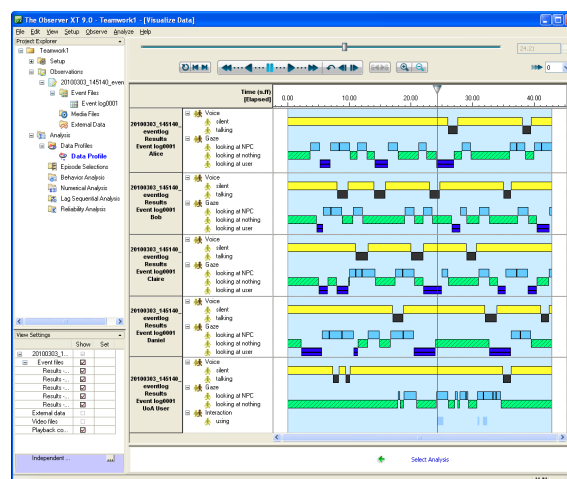 The Observer XT 9.0 - Teamwork1 - [Visualize Data]
File Edit View Setup Observe Analyze Help
Project Explorer
Teamwork1
Setup
Observations
20100303_145140_even
Event Files
Event log0001
Media Files
External Data
Analysis
Data Profiles
Data Profile
Episode Selections
Behavior Analysis
Numerical Analysis
Lag Sequential Analysis
Reliability Analysis
View Settings
Show Set
20100303_1...
Event files
Results -...
Results -...
Results -...
Results -...
Results -...
External data
Video files
Playback co...
Independent ...
24.21
0
Time (s.ff)
[Elapsed]
0.00 10.00 20.00 30.00 40.00
20100303_145140_
eventlog
Results
Event log0001
Alice
Voice
silent
talking
Gaze
looking at NPC
looking at nothing
looking at user
20100303_145140_
eventlog
Results
Event log0001
Bob
Voice
silent
talking
Gaze
looking at NPC
looking at nothing
looking at user
20100303_145140_
eventlog
Results
Event log0001
Claire
Voice
silent
talking
Gaze
looking at NPC
looking at nothing
looking at user
20100303_145140_
eventlog
Results
Event log0001
Daniel
Voice
silent
talking
Gaze
looking at NPC
looking at nothing
looking at user
20100303_145140_
eventlog
Results
Event log0001
UoA User
Voice
silent
talking
Gaze
looking at NPC
looking at nothing
Interaction
using
Select Analysis